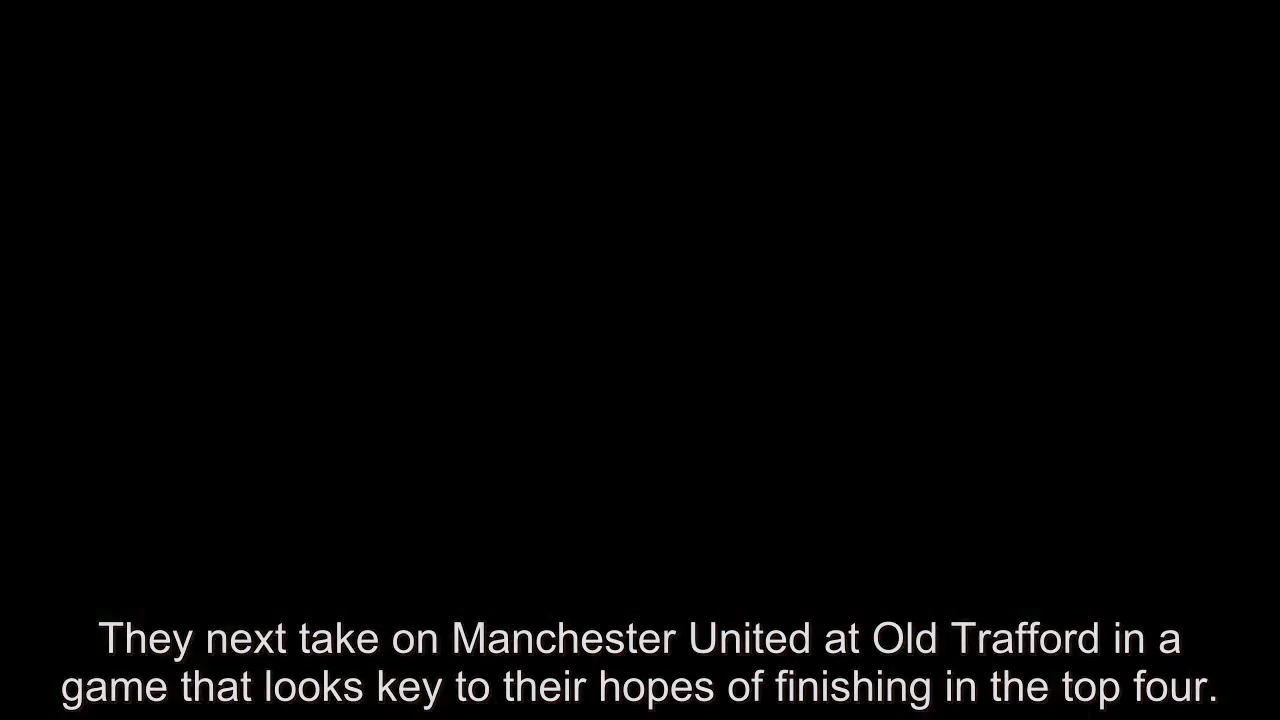 They next take on Manchester United at Old Trafford in a
game that looks key to their hopes of finishing in the top four.